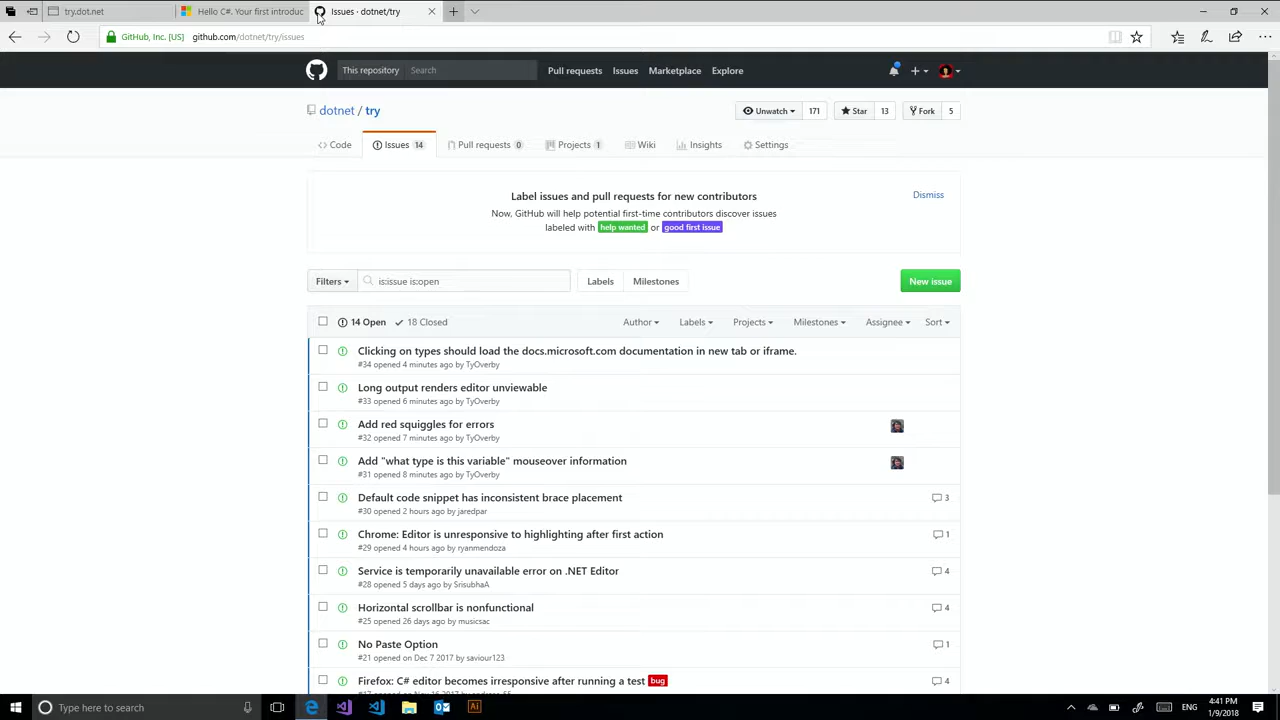 try.dot.net
Hello C#. Your first introduc
Issues · dotnet/try
GitHub, Inc. [US] github.com/dotnet/try/issues
This repository Search Pull requests Issues Marketplace Explore
dotnet / try
Unwatch 171 Star 13 Fork 5
Code Issues 14 Pull requests 0 Projects 1 Wiki Insights Settings
Label issues and pull requests for new contributors
Dismiss
Now, GitHub will help potential first-time contributors discover issues
labeled with help wanted or good first issue
Filters is:issue is:open Labels Milestones New issue
14 Open 18 Closed Author Labels Projects Milestones Assignee Sort
Clicking on types should load the docs.microsoft.com documentation in new tab or iframe.
#34 opened 4 minutes ago by TyOverby
Long output renders editor unviewable
#33 opened 6 minutes ago by TyOverby
Add red squiggles for errors
#32 opened 7 minutes ago by TyOverby
Add "what type is this variable" mouseover information
#31 opened 8 minutes ago by TyOverby
Default code snippet has inconsistent brace placement 3
#30 opened 2 hours ago by jaredpar
Chrome: Editor is unresponsive to highlighting after first action 1
#29 opened 4 hours ago by ryanmendoza
Service is temporarily unavailable error on .NET Editor 4
#28 opened 5 days ago by SrisubhaA
Horizontal scrollbar is nonfunctional 4
#25 opened 26 days ago by musicsac
No Paste Option 1
#21 opened on Dec 7 2017 by saviour123
Firefox: C# editor becomes irresponsive after running a test bug 4
Type here to search Ai ENG 4:41 PM
1/9/2018